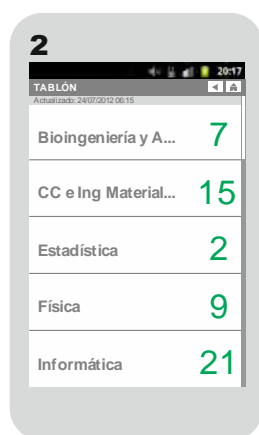 2
20:17
TABLÓN
Actualizado: 24/07/2012 06:15
Bioingeniería y A... 7
CC e Ing Material... 15
Estadística 2
Física 9
Informática 21